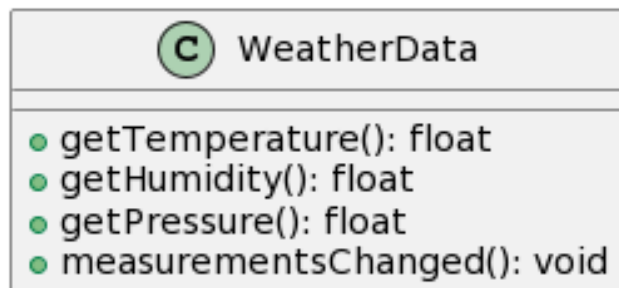 C WeatherData
getTemperature(): float
getHumidity(): float
getPressure(): float
measurementsChanged(): void